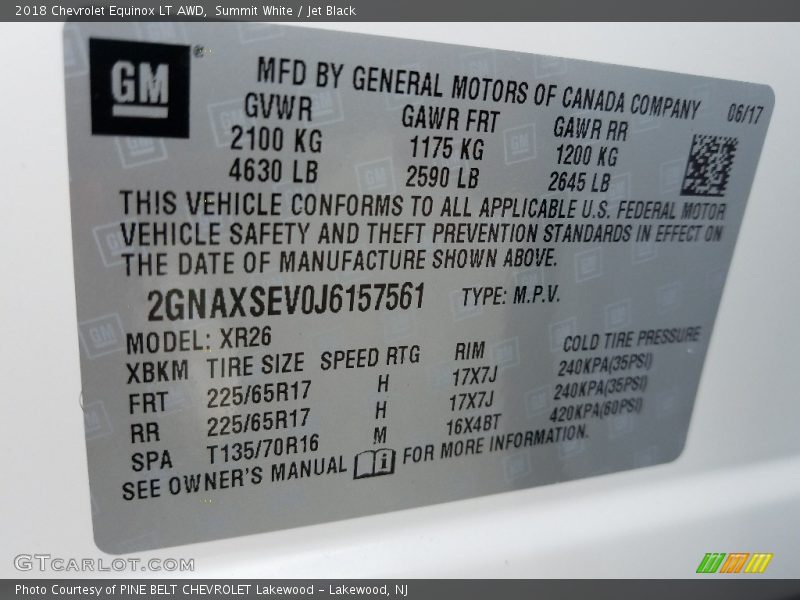 2018 Chevrolet Equinox LT AWD, Summit White / Jet Black
GM
MFD BY GENERAL MOTORS OF CANADA COMPANY 06/17
GVWR GAWR FRT GAWR RR
2100 KG 1175 KG 1200 KG
4630 LB 2590 LB 2645 LB
THIS VEHICLE CONFORMS TO ALL APPLICABLE U.S. FEDERAL MOTOR
VEHICLE SAFETY AND THEFT PREVENTION STANDARDS IN EFFECT ON
THE DATE OF MANUFACTURE SHOWN ABOVE.
2GNAXSEV0J6157561 TYPE: M.P.V.
MODEL: XR26
XBKM TIRE SIZE SPEED RTG RIM COLD TIRE PRESSURE
FRT 225/65R17 H 17X7J 240KPA(35PSI)
RR 225/65R17 H 17X7J 240KPA(35PSI)
SPA T135/70R16 M 16X4BT 420KPA(60PSI)
SEE OWNER'S MANUAL i FOR MORE INFORMATION.
GTCARLOT.COM
Photo Courtesy of PINE BELT CHEVROLET Lakewood - Lakewood, NJ